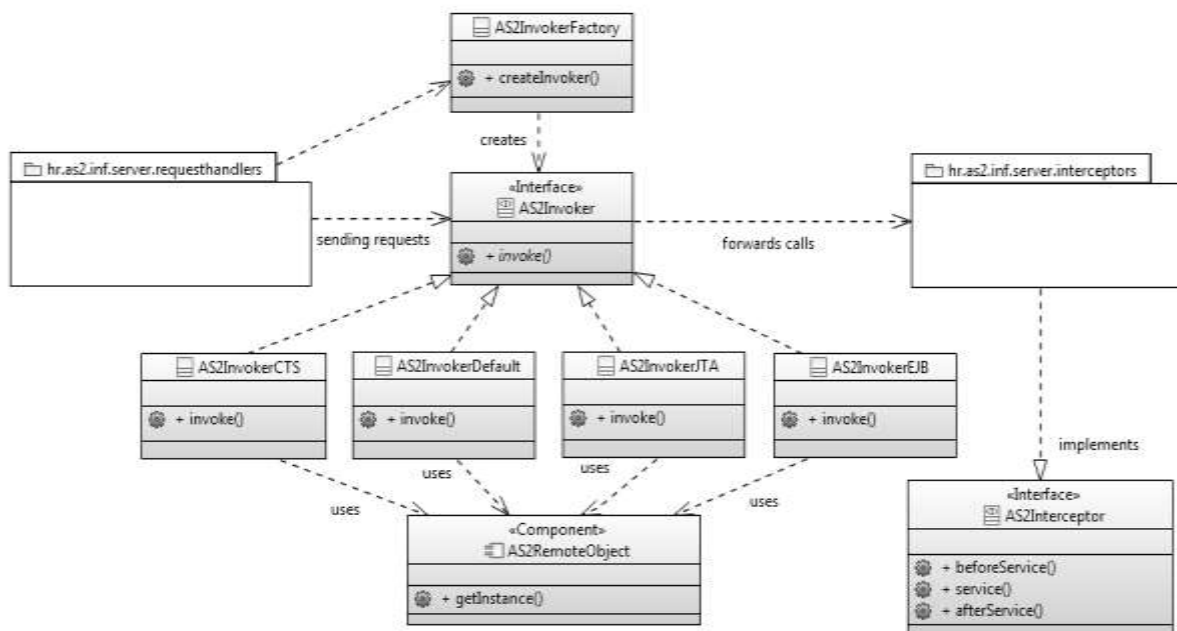 AS2InvokerFactory
+ createInvoker()
creates
hr.as2.inf.server.requesthandlers
hr.as2.inf.server.interceptors
«Interface»
AS2Invoker
sending requests
forwards calls
+ invoke()
AS2InvokerCTS
AS2InvokerDefault
AS2InvokerJTA
AS2InvokerEJB
+ invoke()
+ invoke()
+ invoke()
+ invoke()
implements
uses
uses
uses
uses
«Interface»
AS2Interceptor
«Component»
AS2RemoteObject
+ beforeService()
+ service()
+ afterService()
+ getInstance()